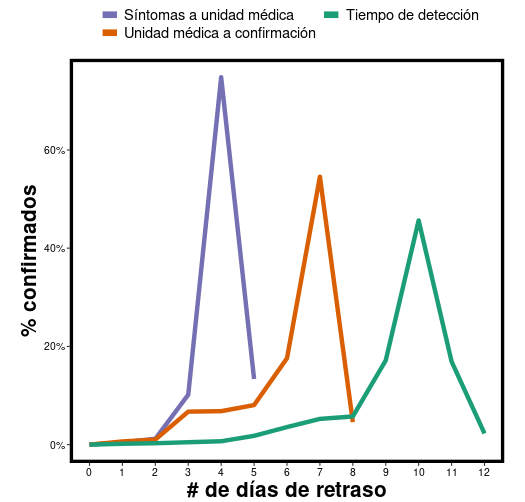 Síntomas a unidad médica
Tiempo de detección
Unidad médica a confirmación
60%
40%
20%
0%
% confirmados
0 1 2 3 4 5 6 7 8 9 10 11 12
# de días de retraso